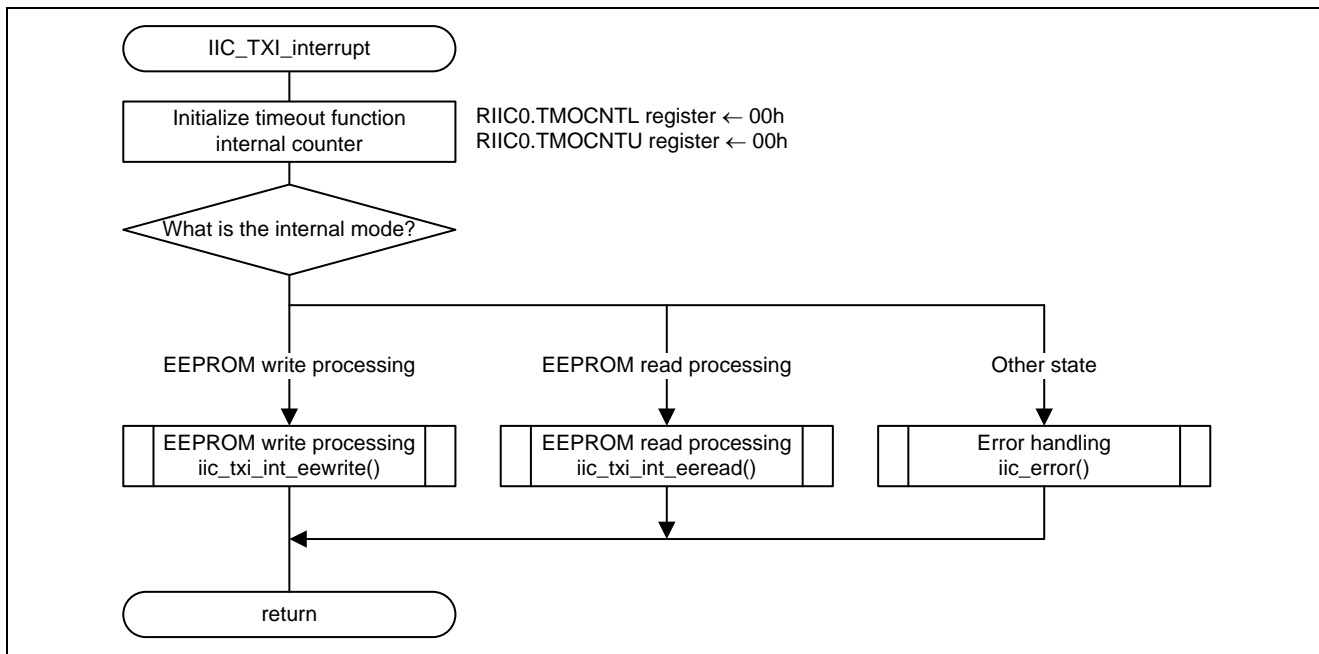 IIC_TXI_interrupt
Initialize timeout function
internal counter
RIIC0.TMOCNTL register ← 00h
RIIC0.TMOCNTU register ← 00h
What is the internal mode?
EEPROM write processing
EEPROM read processing
Other state
EEPROM write processing
iic_txi_int_eewrite()
EEPROM read processing
iic_txi_int_eeread()
Error handling
iic_error()
return